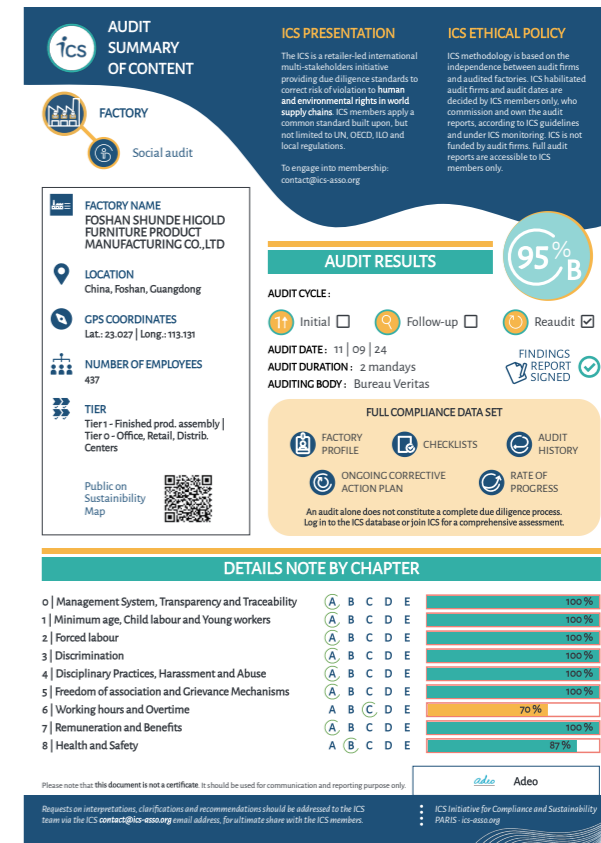 ics
AUDIT
SUMMARY
OF CONTENT
FACTORY
Social audit
ICS PRESENTATION
The ICS is a retailer-led international
multi-stakeholders initiative
providing due diligence standards to
correct risk of violation to human
and environmental rights in world
supply chains. ICS members apply a
common standard built upon, but
not limited to UN, OECD, ILO and
local regulations.
To engage into membership:
contact@ics-asso.org
ICS ETHICAL POLICY
ICS methodology is based on the
independence between audit firms
and audited factories. ICS habilitated
audit firms and audit dates are
decided by ICS members only, who
commission and own the audit
reports, according to ICS guidelines
and under ICS monitoring. ICS is not
funded by audit firms. Full audit
reports are accessible to ICS
members only.
FACTORY NAME
FOSHAN SHUNDE HIGOLD
FURNITURE PRODUCT
MANUFACTURING CO.,LTD
LOCATION
China, Foshan, Guangdong
GPS COORDINATES
Lat.: 23.027 | Long.: 113.131
NUMBER OF EMPLOYEES
437
TIER
Tier 1 - Finished prod. assembly |
Tier 0 - Office, Retail, Distrib.
Centers
Public on
Sustainibility
Map
AUDIT RESULTS
95% B
AUDIT CYCLE :
Initial
Follow-up
Reaudit
AUDIT DATE : 11 | 09 | 24
AUDIT DURATION : 2 mandays
AUDITING BODY : Bureau Veritas
FINDINGS
REPORT
SIGNED
FULL COMPLIANCE DATA SET
FACTORY
PROFILE
CHECKLISTS
AUDIT
HISTORY
ONGOING CORRECTIVE
ACTION PLAN
RATE OF
PROGRESS
An audit alone does not constitute a complete due diligence process.
Log in to the ICS database or join ICS for a comprehensive assessment.
DETAILS NOTE BY CHAPTER
0 | Management System, Transparency and Traceability A B C D E 100 %
1 | Minimum age, Child labour and Young workers A B C D E 100 %
2 | Forced labour A B C D E 100 %
3 | Discrimination A B C D E 100 %
4 | Disciplinary Practices, Harassment and Abuse A B C D E 100 %
5 | Freedom of association and Grievance Mechanisms A B C D E 100 %
6 | Working hours and Overtime A B C D E 70 %
7 | Remuneration and Benefits A B C D E 100 %
8 | Health and Safety A B C D E 87 %
Please note that this document is not a certificate. It should be used for communication and reporting purpose only.
adeo Adeo
Requests on interpretations, clarifications and recommendations should be addressed to the ICS
team via the ICS contact@ics-asso.org email address, for ultimate share with the ICS members.
ICS Initiative for Compliance and Sustainability
PARIS - ics-asso.org